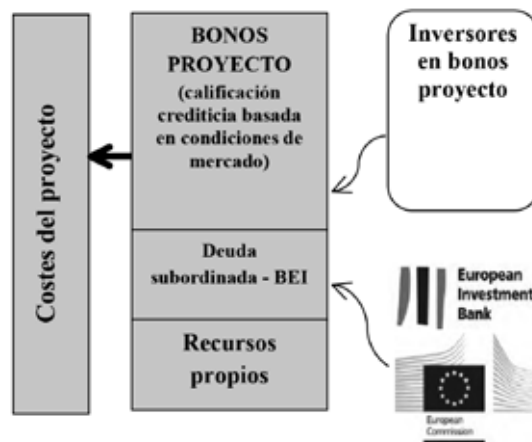 Costes del proyecto
BONOS
PROYECTO
(calificación
crediticia basada
en condiciones de
mercado)
Deuda
subordinada - BEI
Recursos
propios
Inversores
en bonos
proyecto
European
Investment
Bank
European
Commission